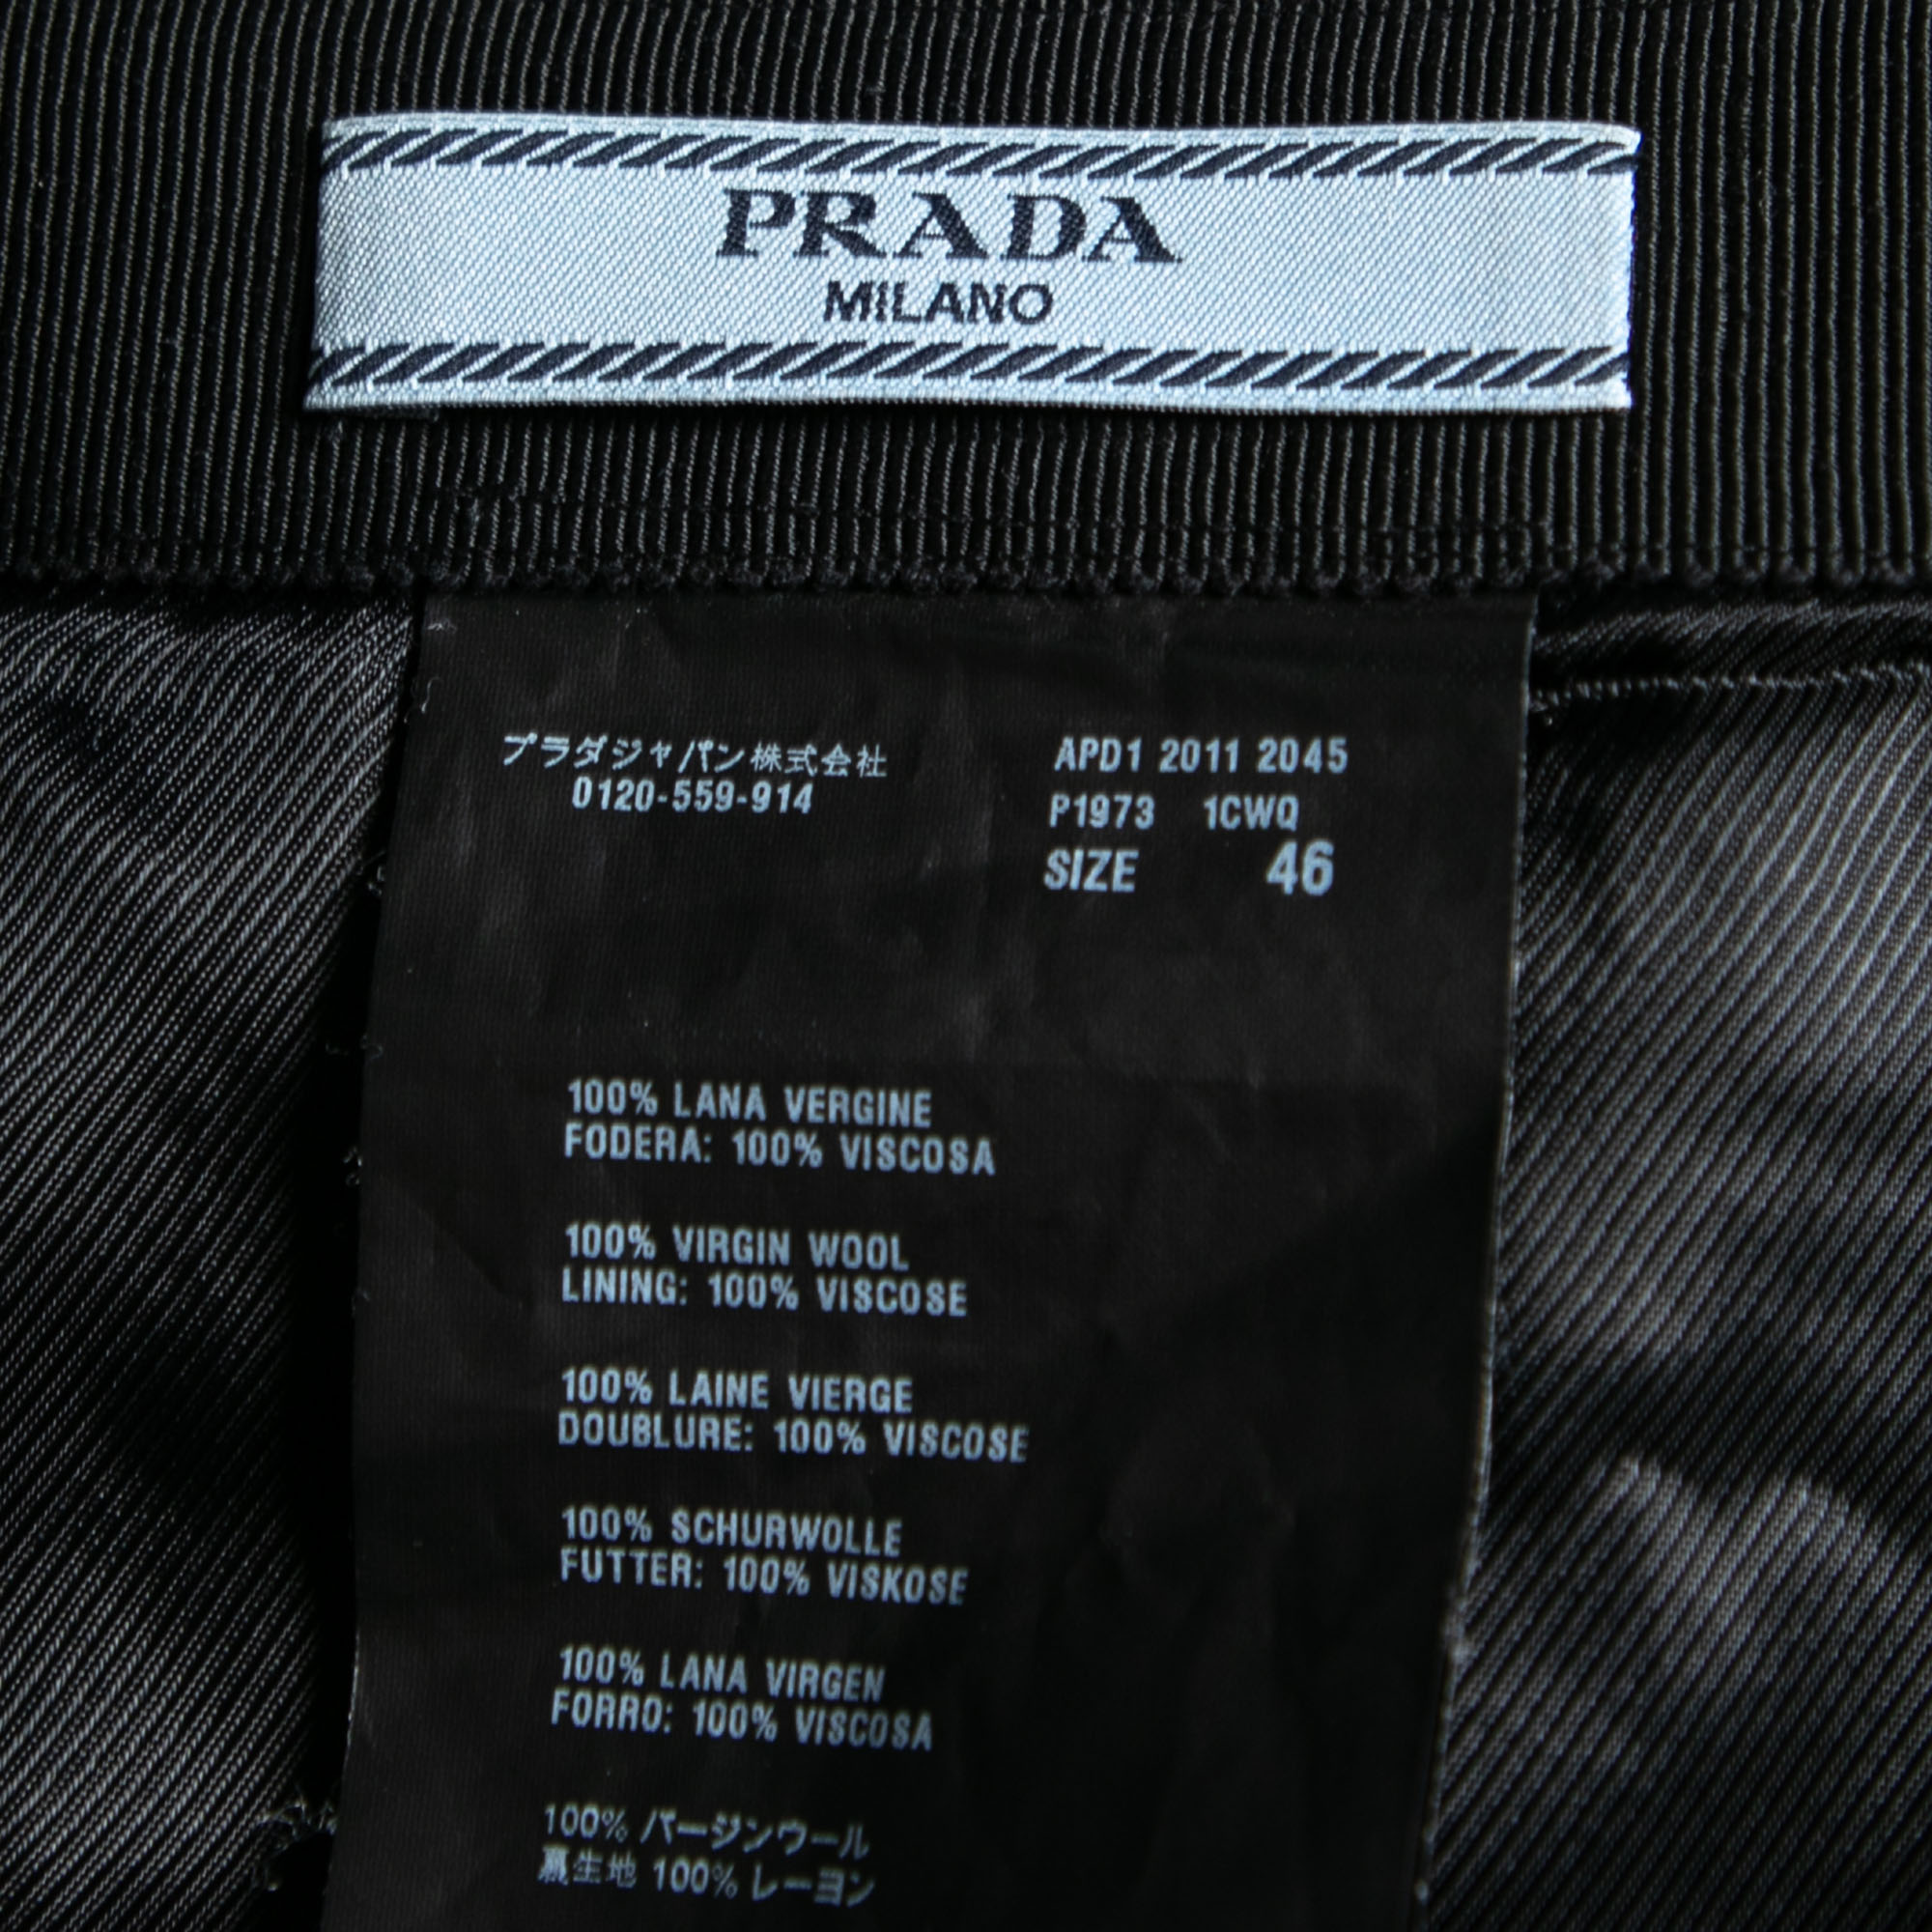 PRADA
MILANO
プラダジャパン株式会社
0120-559-914
APD1 2011 2045
P1973 1CWQ
SIZE 46
100% LANA VERGINE
FODERA: 100% VISCOSA
100% VIRGIN WOOL
LINING: 100% VISCOSE
100% LAINE VIERGE
DOUBLURE: 100% VISCOSE
100% SCHURWOLLE
FUTTER: 100% VISKOSE
100% LANA VIRGEN
FORRO: 100% VISCOSA
100% バージンウール
裏生地 100% レーヨン